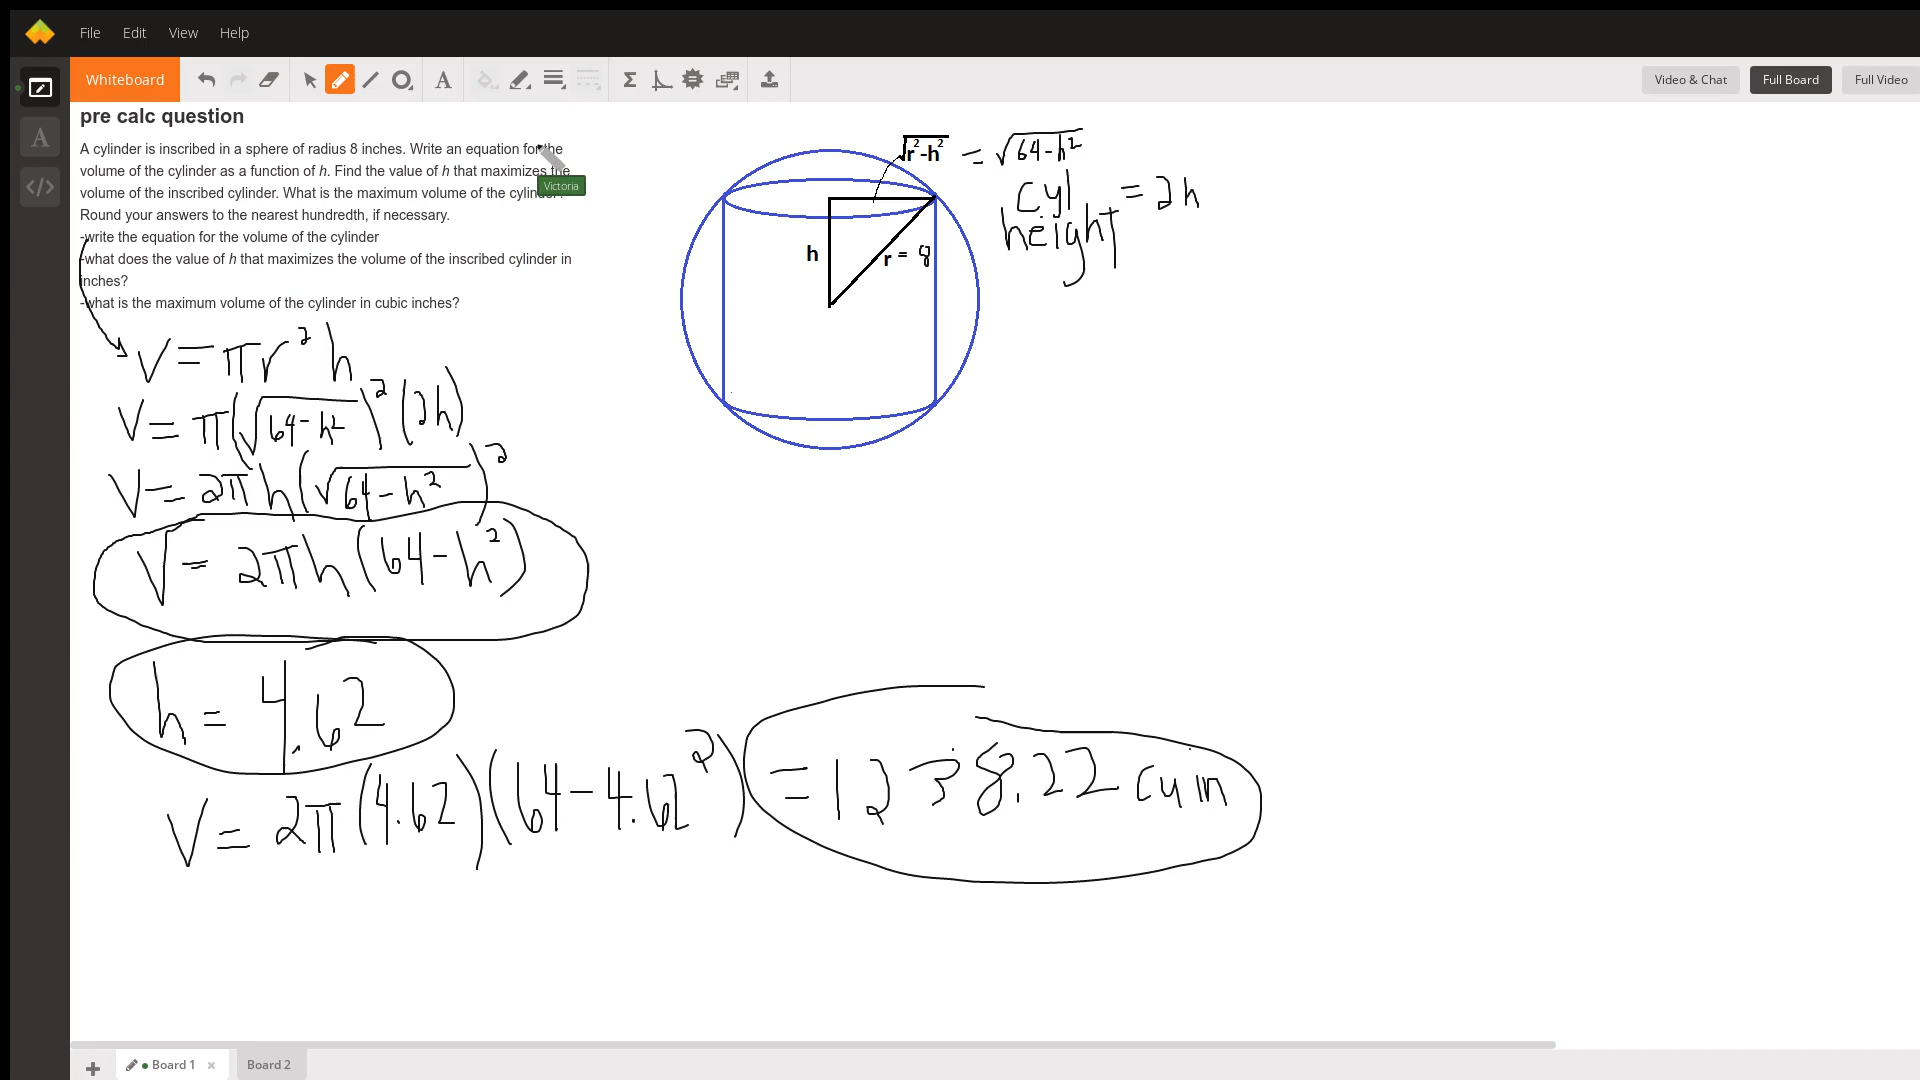 File Edit View Help
Whiteboard
A Σ
Video & Chat Full Board Full Video
pre calc question
A cylinder is inscribed in a sphere of radius 8 inches. Write an equation for the
volume of the cylinder as a function of h. Find the value of h that maximizes the
volume of the inscribed cylinder. What is the maximum volume of the cylinder?
Round your answers to the nearest hundredth, if necessary.
-write the equation for the volume of the cylinder
-what does the value of h that maximizes the volume of the inscribed cylinder in
inches?
-what is the maximum volume of the cylinder in cubic inches?
Victoria
√r²-h² = √64-h²
cyl
height = 2h
h
r = 8
V = πr²h
V = π(√64-h²)²(2h)
V = 2πh(√64-h²)²
V = 2πh(64-h²)
h = 4.62
V = 2π(4.62)(64-4.62²) = 1238.22 cu in
A
</>
Board 1 × Board 2